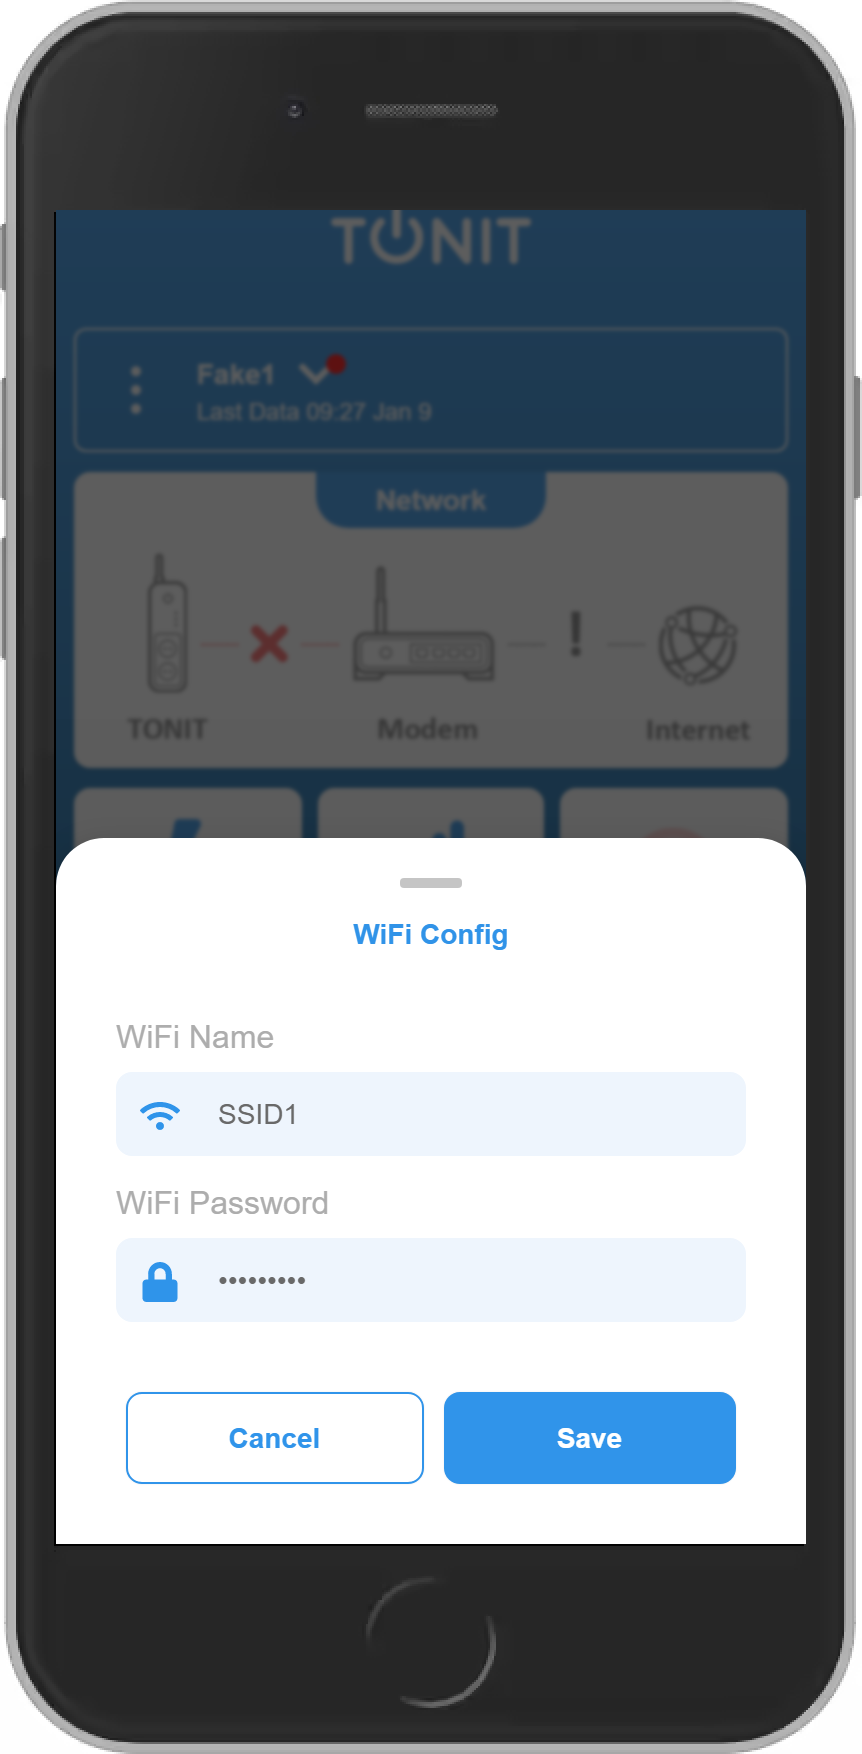 TONIT
Fake1
Last Data 09:27 Jan 9
Network
TONIT
!
Modem
Internet
WiFi Config
WiFi Name
SSID1
WiFi Password
•••••••••
Cancel
Save